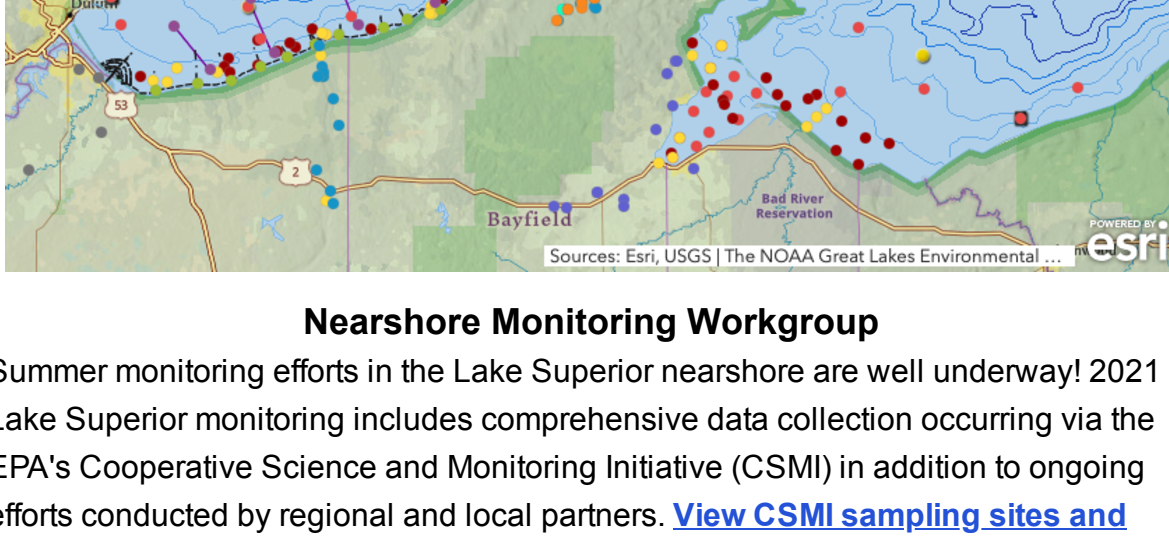 Duluth
53
2
Bayfield
Bad River
Reservation
POWERED BY
esri
Sources: Esri, USGS | The NOAA Great Lakes Environmental ...
Nearshore Monitoring Workgroup
Summer monitoring efforts in the Lake Superior nearshore are well underway! 2021
Lake Superior monitoring includes comprehensive data collection occurring via the
EPA's Cooperative Science and Monitoring Initiative (CSMI) in addition to ongoing
efforts conducted by regional and local partners. View CSMI sampling sites and